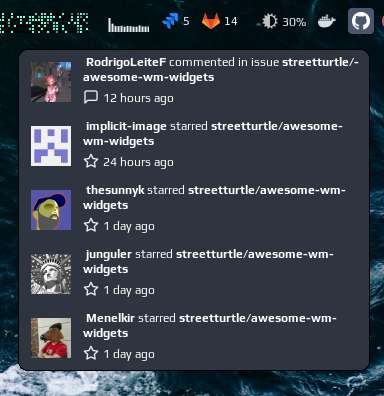 5 14 30%
RodrigoLeiteF commented in issue streetturtle/-
awesome-wm-widgets
12 hours ago
implicit-image starred streetturtle/awesome-
wm-widgets
24 hours ago
thesunnyk starred streetturtle/awesome-wm-
widgets
1 day ago
junguler starred streetturtle/awesome-wm-
widgets
1 day ago
Menelkir starred streetturtle/awesome-wm-
widgets
1 day ago